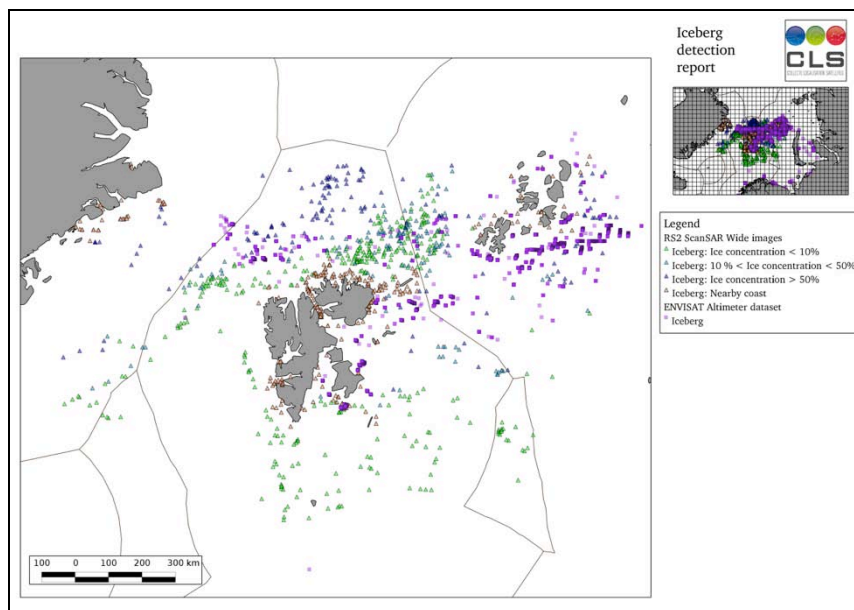 Iceberg
detection
report
CLS
Legend
RS2 ScanSAR Wide images
Iceberg: Ice concentration < 10%
Iceberg: 10 % < Ice concentration < 50%
Iceberg: Ice concentration > 50%
Iceberg: Nearby coast
ENVISAT Altimeter dataset
Iceberg
100 0 100 200 300 km